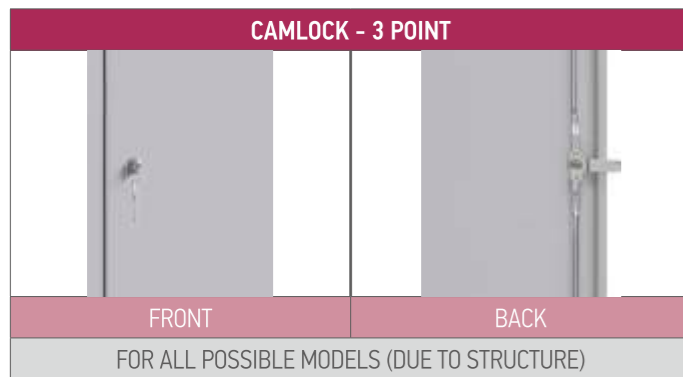 CAMLOCK - 3 POINT
FRONT
BACK
FOR ALL POSSIBLE MODELS (DUE TO STRUCTURE)